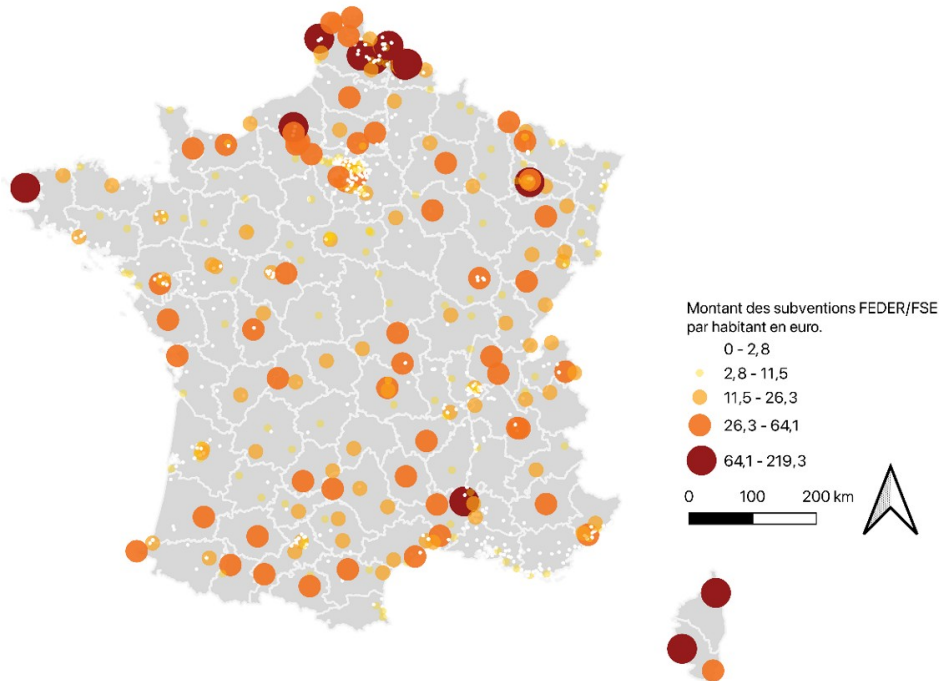 Montant des subventions FEDER/FSE
par habitant en euro.
0 - 2,8
2,8 - 11,5
11,5 - 26,3
26,3 - 64,1
64,1 - 219,3
0 100 200 km